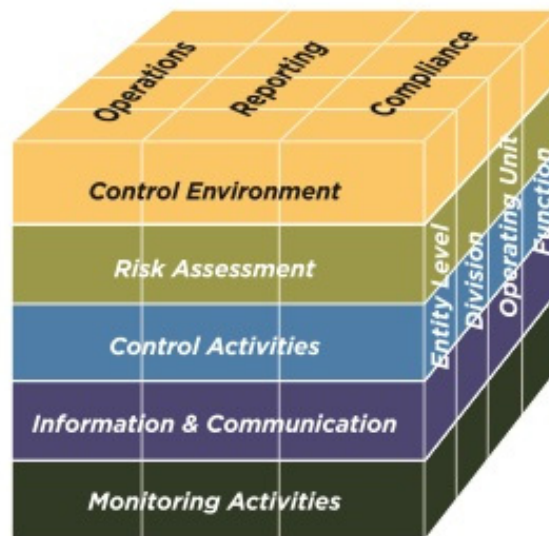 Operations
Reporting
Compliance
Control Environment
Risk Assessment
Control Activities
Information & Communication
Monitoring Activities
Entity Level
Division
Operating Unit
Function